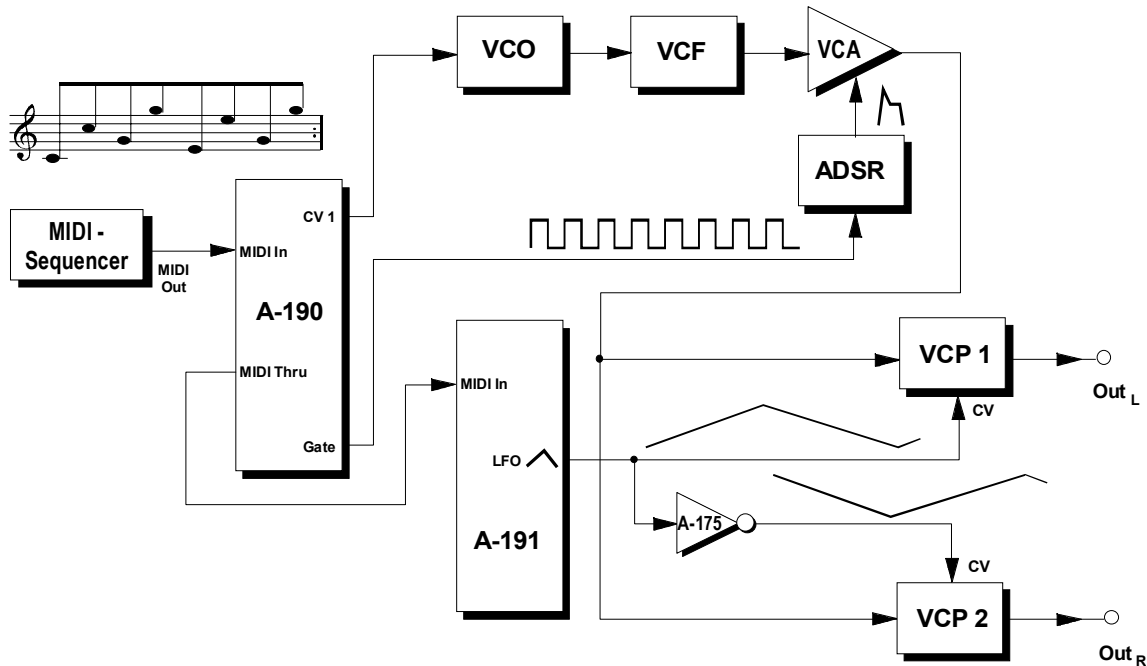 VCO
VCF
VCA
ADSR
MIDI -
Sequencer
MIDI
Out
CV 1
MIDI In
A-190
MIDI Thru
Gate
MIDI In
LFO
A-191
A-175
VCP 1
CV
Out L
CV
VCP 2
Out R